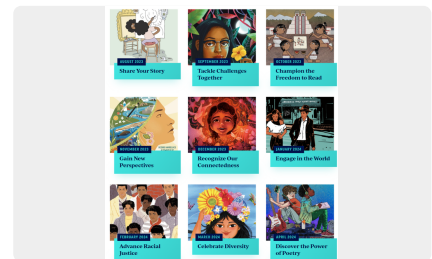 AUGUST 2023
Share Your Story
SEPTEMBER 2023
Tackle Challenges
Together
OCTOBER 2023
Champion the
Freedom to Read
NOVEMBER 2023
Gain New
Perspectives
DECEMBER 2023
Recognize Our
Connectedness
JANUARY 2024
Engage in the World
FEBRUARY 2024
Advance Racial
Justice
MARCH 2024
Celebrate Diversity
APRIL 2024
Discover the Power
of Poetry